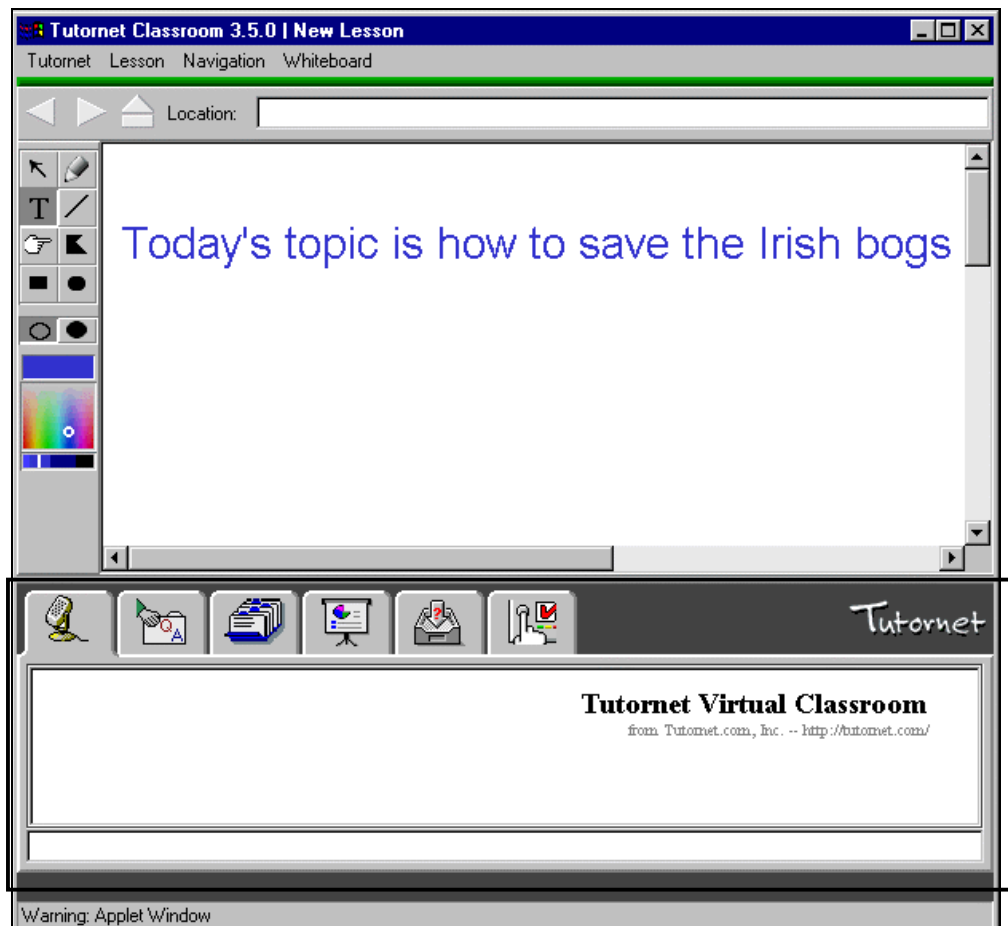 Tutornet Classroom 3.5.0 | New Lesson
Tutornet Lesson Navigation Whiteboard
Location:
T
Today's topic is how to save the Irish bogs
Q
A
?
Tutornet
Tutornet Virtual Classroom
from Tutornet.com, Inc. -- http://tutornet.com/
Warning: Applet Window